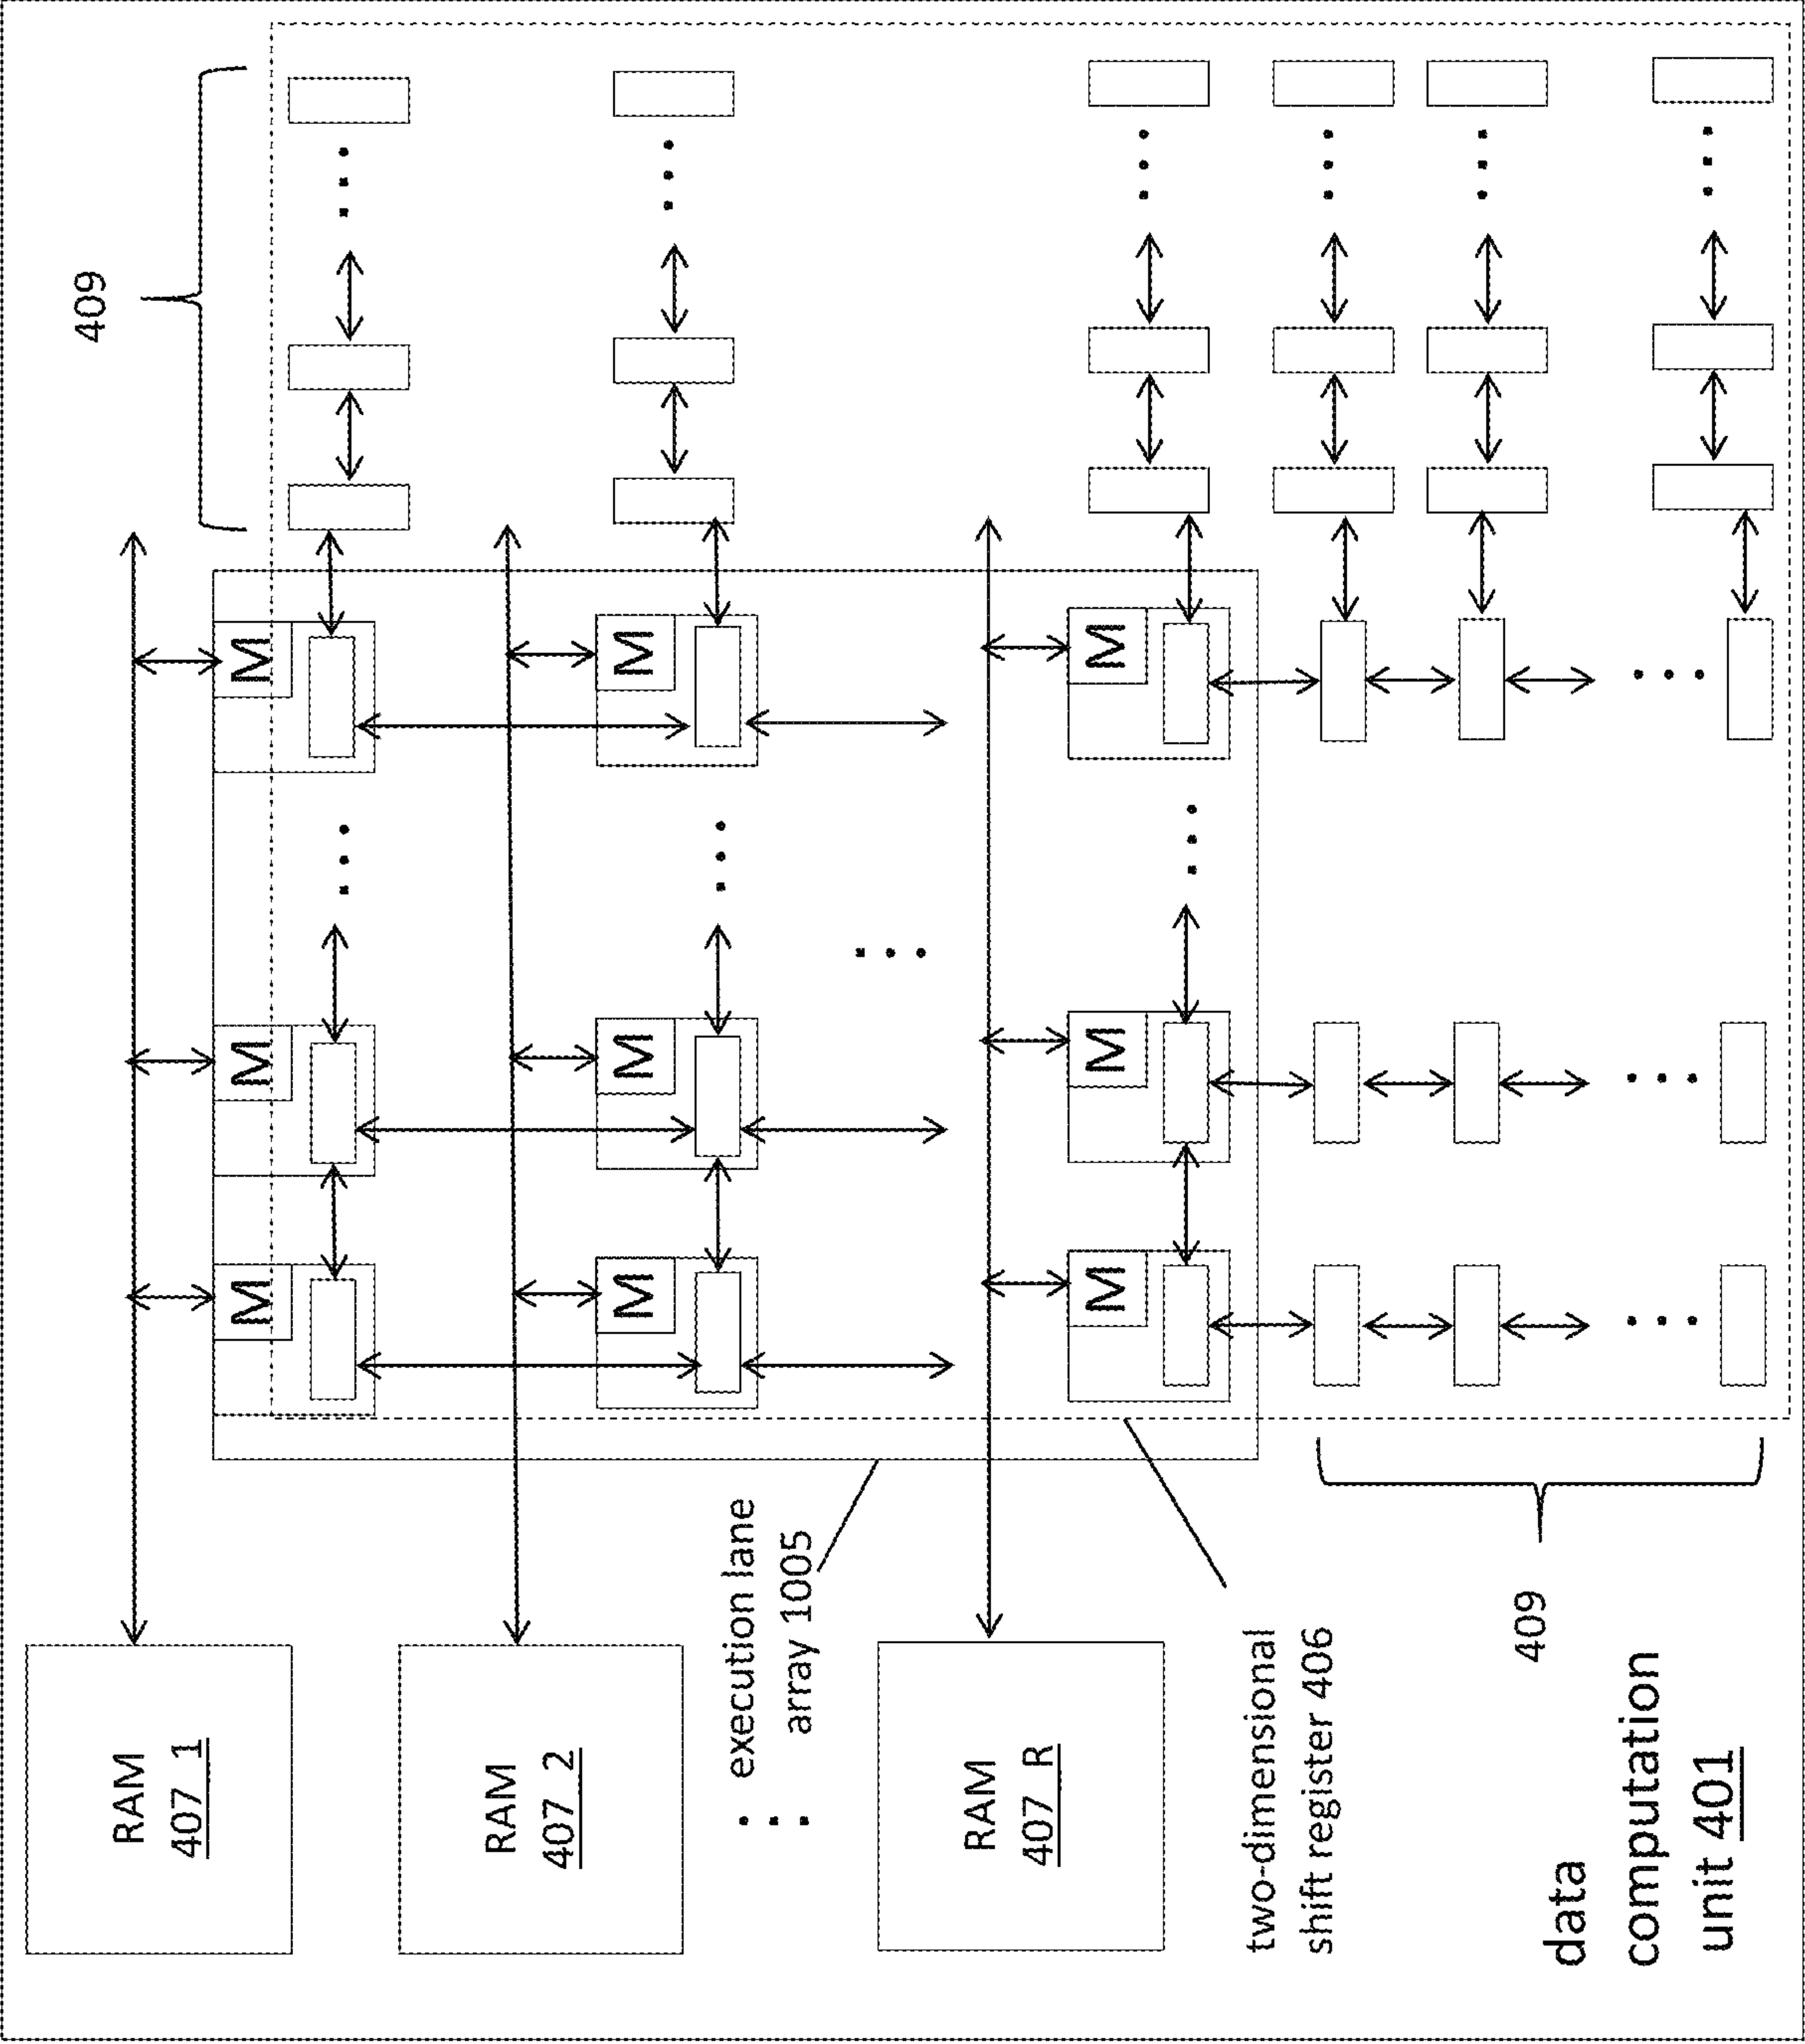 409
RAM
407_1
M
M
M
RAM
407_2
M
M
M
execution lane
array 1005
RAM
407_R
M
M
M
two-dimensional
shift register 406
409
data
computation
unit 401